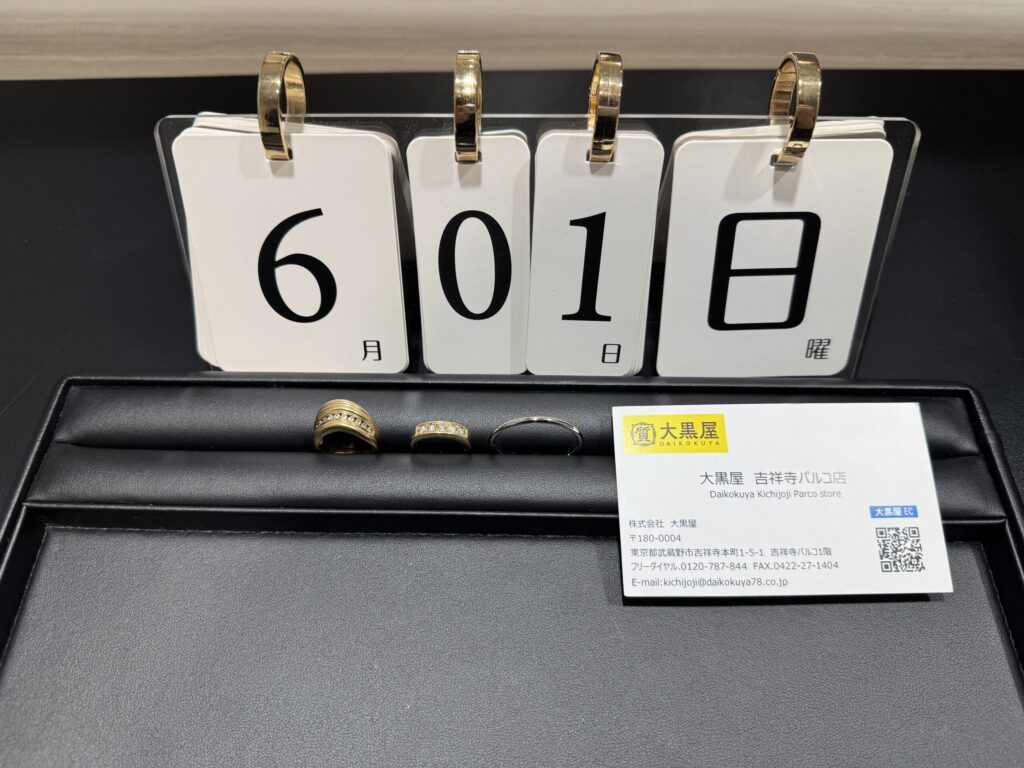 6
月
0
1
日
日
曜
質 大黒屋
DAIKOKUYA
大黒屋 吉祥寺パルコ店
Daikokuya Kichijoji Parco store
大黒屋 EC
株式会社 大黒屋
〒180-0004
東京都武蔵野市吉祥寺本町1-5-1 吉祥寺パルコ1階
フリーダイヤル.0120-787-844 FAX.0422-27-1404
E-mail:kichijoji@daikokuya78.co.jp